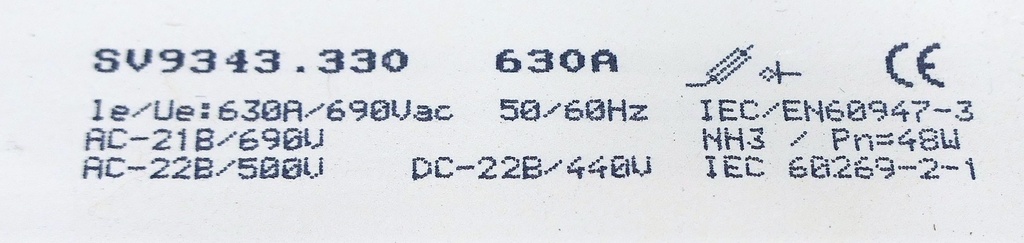 SV9343.330 630A CE
Ie/Ue:630A/690Vac 50/60Hz IEC/EN60947-3
AC-21B/690V NH3 / Pn=48W
AC-22B/500V DC-22B/440V IEC 60269-2-1